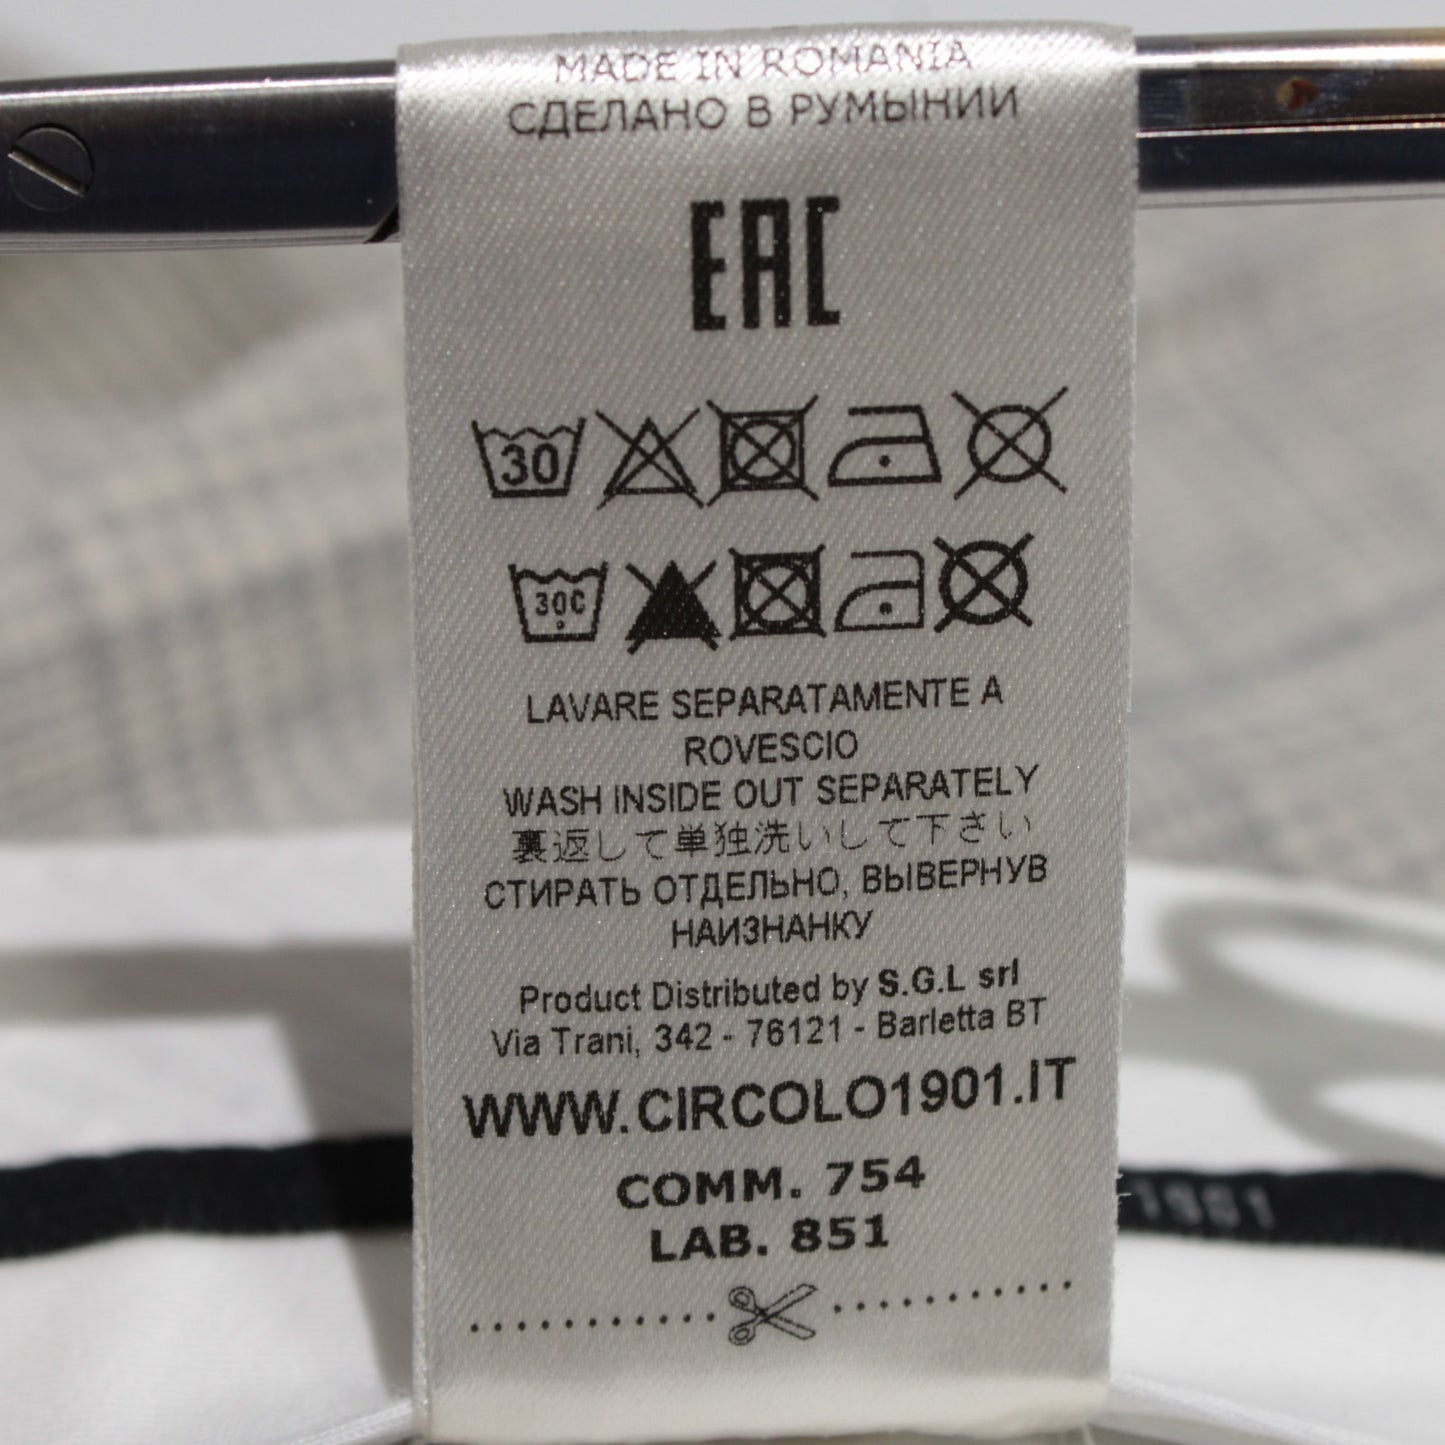 MADE IN ROMANIA
СДЕЛАНО В РУМЫНИИ
EAC
30
30C
LAVARE SEPARATAMENTE A
ROVESCIO
WASH INSIDE OUT SEPARATELY
裏返して単独洗いして下さい
СТИРАТЬ ОТДЕЛЬНО, ВЫВЕРНУВ
НАИЗНАНКУ
Product Distributed by S.G.L srl
Via Trani, 342 - 76121 - Barletta BT
WWW.CIRCOLO1901.IT
COMM. 754
LAB. 851